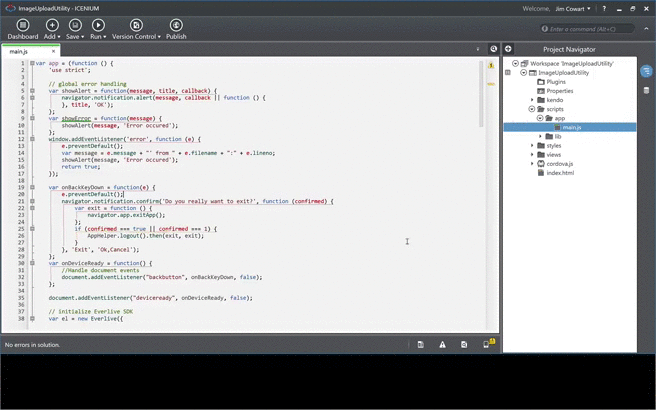 ImageUploadUtility - ICENIUM
Welcome, Jim Cowart
Dashboard
Add
Save
Run
Version Control
Publish
Enter a command (Alt+C)
main.js
Project Navigator
1 var app = (function () {
2 'use strict';
3
4 // global error handling
5 var showAlert = function(message, title, callback) {
6 navigator.notification.alert(message, callback || function () {
7 }, title, 'OK');
8 };
9 var showError = function(message) {
10 showAlert(message, 'Error occured');
11 };
12 window.addEventListener('error', function (e) {
13 e.preventDefault();
14 var message = e.message + "' from " + e.filename + ":" + e.lineno;
15 showAlert(message, 'Error occured');
16 return true;
17 });
18
19 var onBackKeyDown = function(e) {
20 e.preventDefault();
21 navigator.notification.confirm('Do you really want to exit?', function (confirmed) {
22 var exit = function () {
23 navigator.app.exitApp();
24 };
25 if (confirmed === true || confirmed === 1) {
26 AppHelper.logout().then(exit, exit);
27 }
28 }, 'Exit', 'Ok,Cancel');
29 };
30 var onDeviceReady = function() {
31 //Handle document events
32 document.addEventListener("backbutton", onBackKeyDown, false);
33 };
34
35 document.addEventListener("deviceready", onDeviceReady, false);
36
37 // initialize Everlive SDK
38 var el = new Everlive({
Workspace 'ImageUploadUtility'
ImageUploadUtility
Plugins
Properties
kendo
scripts
app
main.js
lib
styles
views
cordova.js
index.html
No errors in solution.